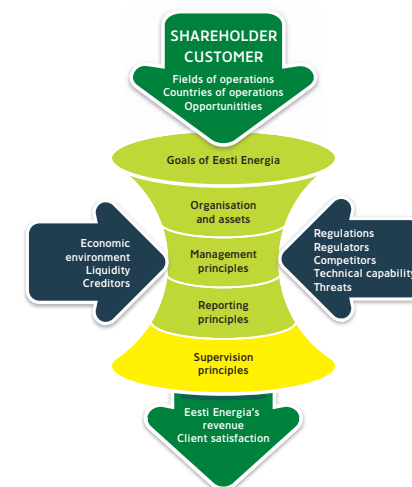 SHAREHOLDER
CUSTOMER
Fields of operations
Countries of operations
Opportunitities
Goals of Eesti Energia
Organisation
and assets
Economic
environment
Liquidity
Creditors
Management
principles
Regulations
Regulators
Competitors
Technical capability
Threats
Reporting
principles
Supervision
principles
Eesti Energia's
revenue
Client satisfaction